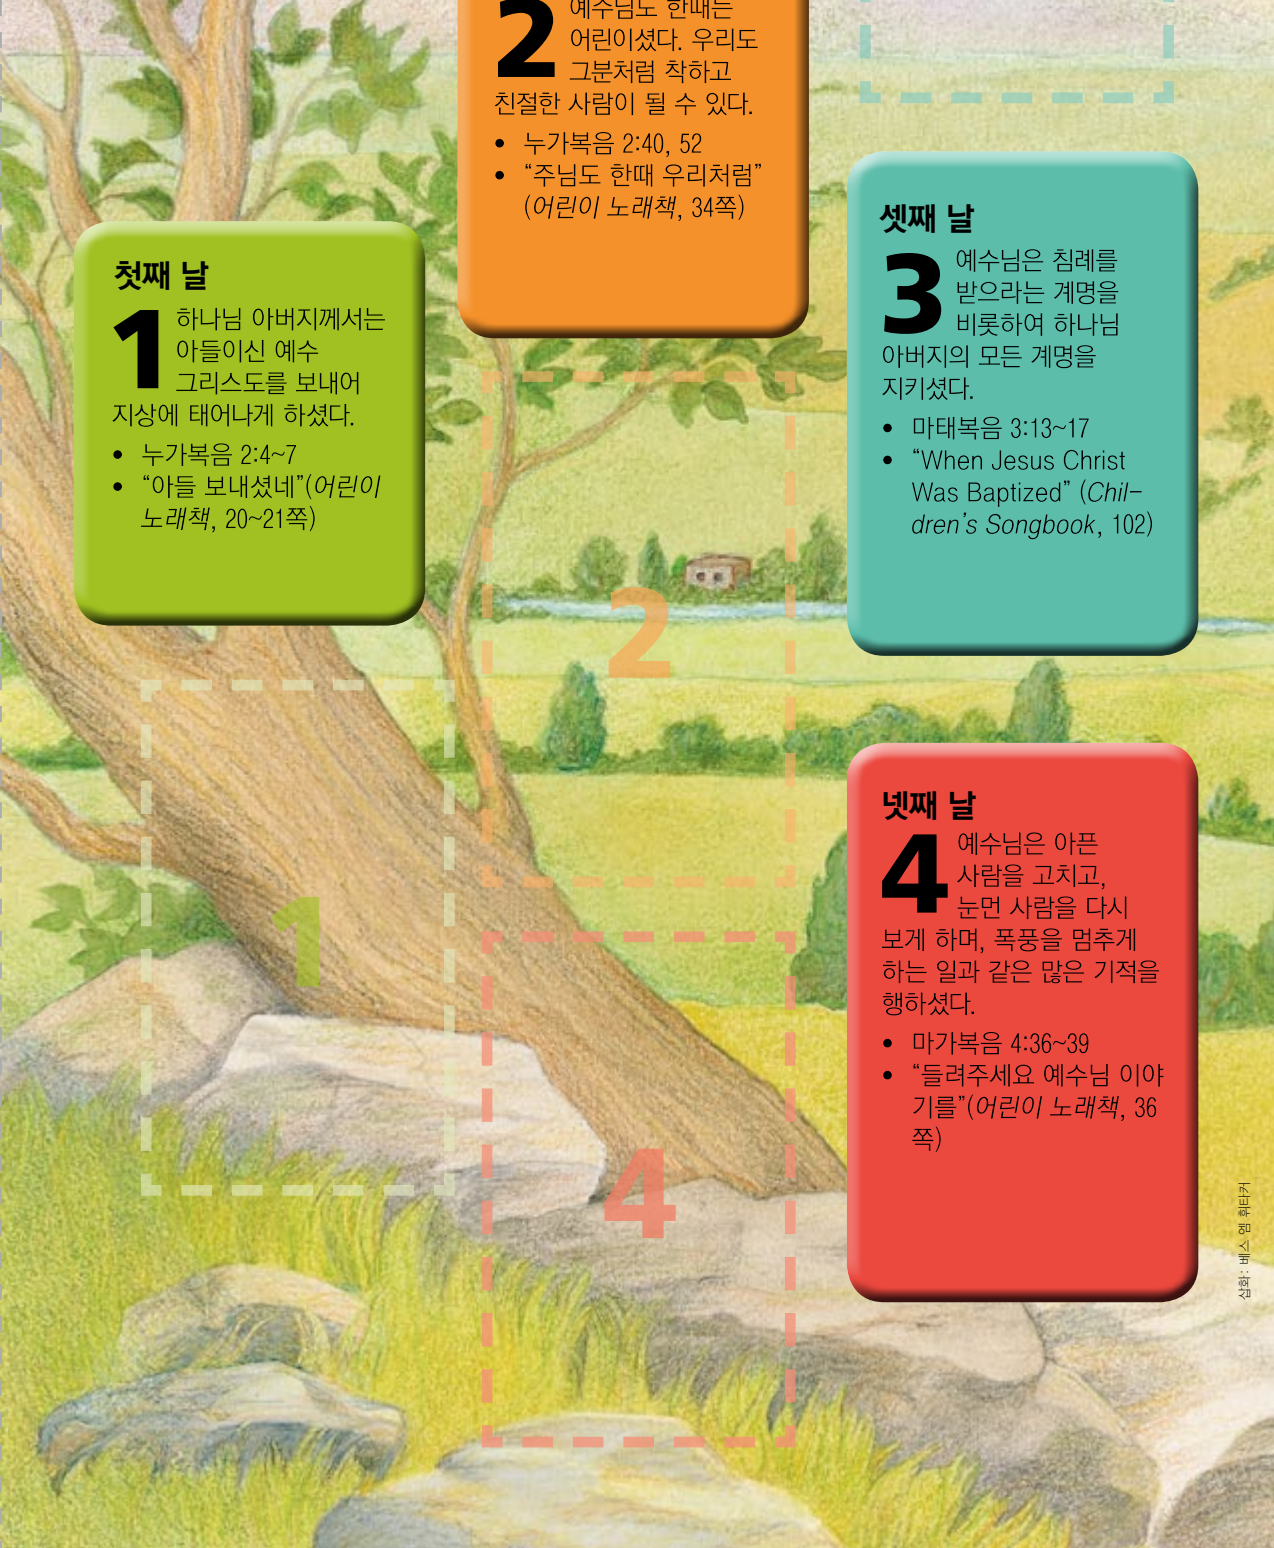 첫째 날
1 하나님 아버지께서는
아들이신 예수
그리스도를 보내어
지상에 태어나게 하셨다.
• 누가복음 2:4~7
• “아들 보내셨네”(어린이
노래책, 20~21쪽)
2 예수님도 한때는
어린이셨다. 우리도
그분처럼 착하고
친절한 사람이 될 수 있다.
• 누가복음 2:40, 52
• “주님도 한때 우리처럼”
(어린이 노래책, 34쪽)
셋째 날
3 예수님은 침례를
받으라는 계명을
비롯하여 하나님
아버지의 모든 계명을
지키셨다.
• 마태복음 3:13~17
• “When Jesus Christ
Was Baptized” (Chil-
dren’s Songbook, 102)
넷째 날
4 예수님은 아픈
사람을 고치고,
눈먼 사람을 다시
보게 하며, 폭풍을 멈추게
하는 일과 같은 많은 기적을
행하셨다.
• 마가복음 4:36~39
• “들려주세요 예수님 이야
기를”(어린이 노래책, 36
쪽)
2
1
4
삽화: 베스 엠 휘타커